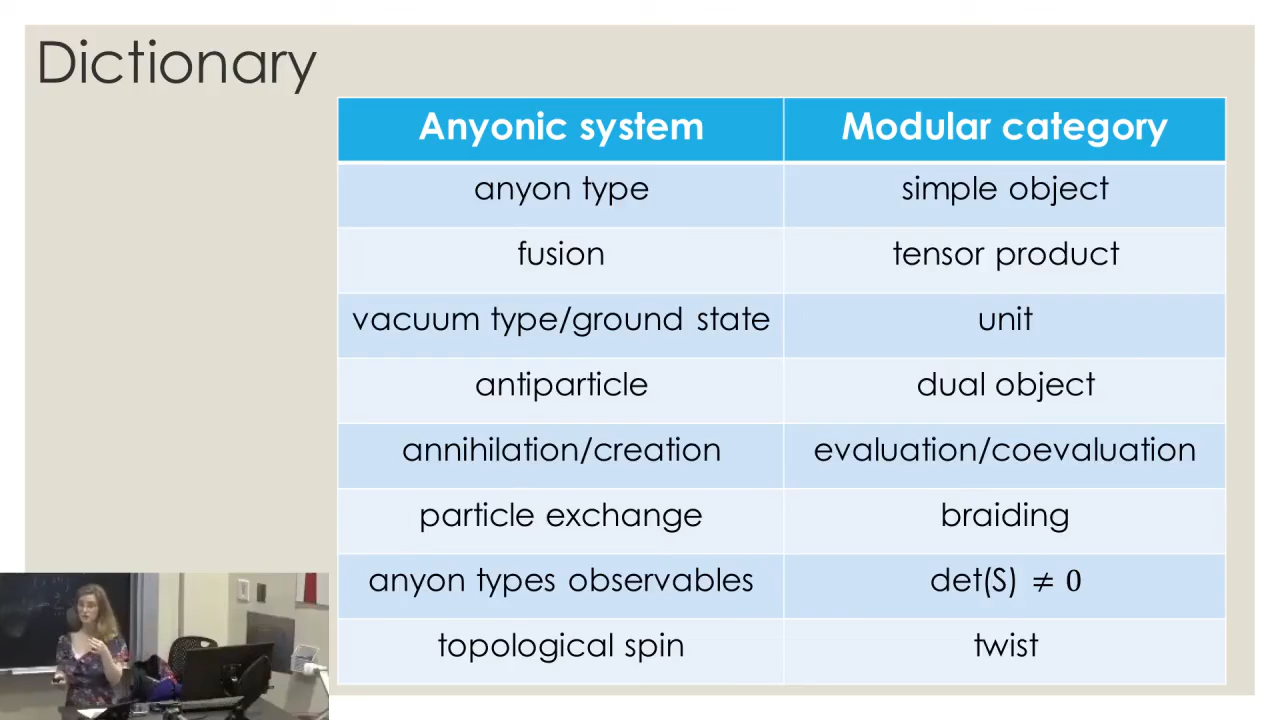 Dictionary
Anyonic system Modular category
anyon type simple object
fusion tensor product
vacuum type/ground state unit
antiparticle dual object
annihilation/creation evaluation/coevaluation
particle exchange braiding
anyon types observables det(S) ≠ 0
topological spin twist